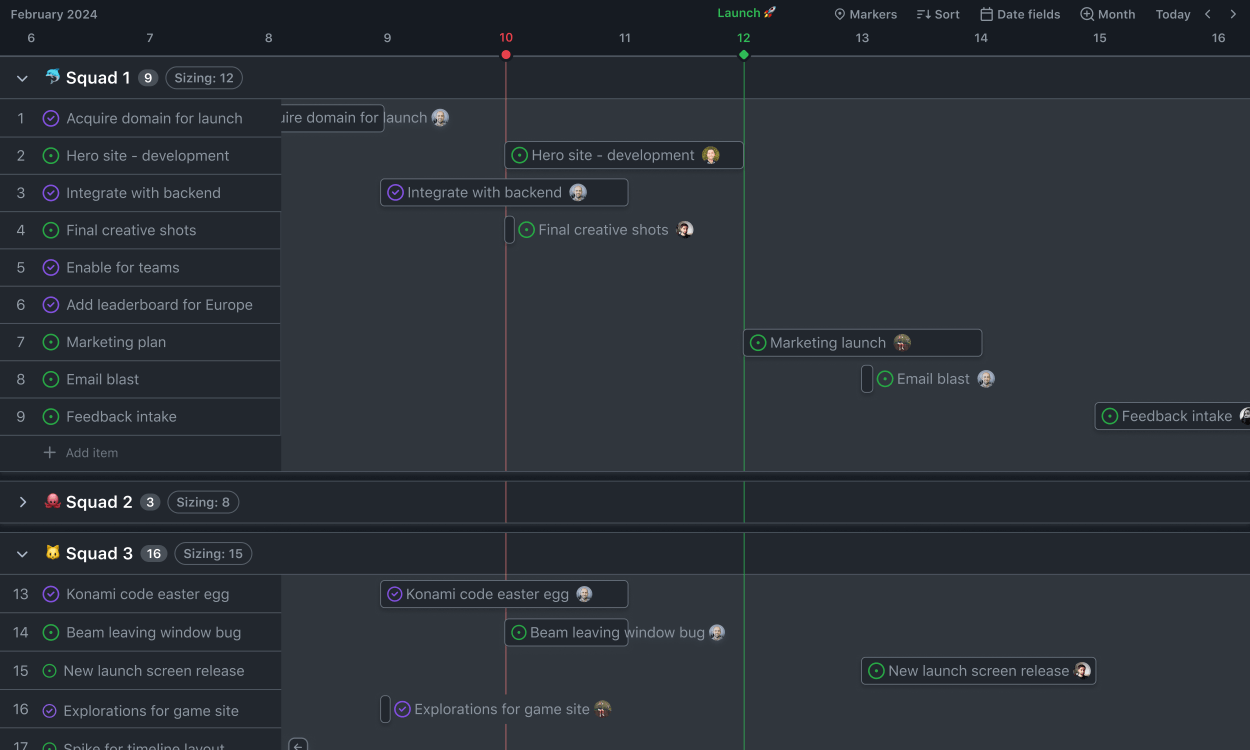 February 2024
Launch 🚀
Markers
Sort
Date fields
Month
Today
6 7 8 9 10 11 12 13 14 15 16
Squad 1 9 Sizing: 12
1 Acquire domain for launch
uire domain for launch
2 Hero site - development
Hero site - development
3 Integrate with backend
Integrate with backend
4 Final creative shots
Final creative shots
5 Enable for teams
6 Add leaderboard for Europe
7 Marketing plan
Marketing launch
8 Email blast
Email blast
9 Feedback intake
Feedback intake
+ Add item
Squad 2 3 Sizing: 8
Squad 3 16 Sizing: 15
13 Konami code easter egg
Konami code easter egg
14 Beam leaving window bug
Beam leaving window bug
15 New launch screen release
New launch screen release
16 Explorations for game site
Explorations for game site
17 Spike for timeline layout